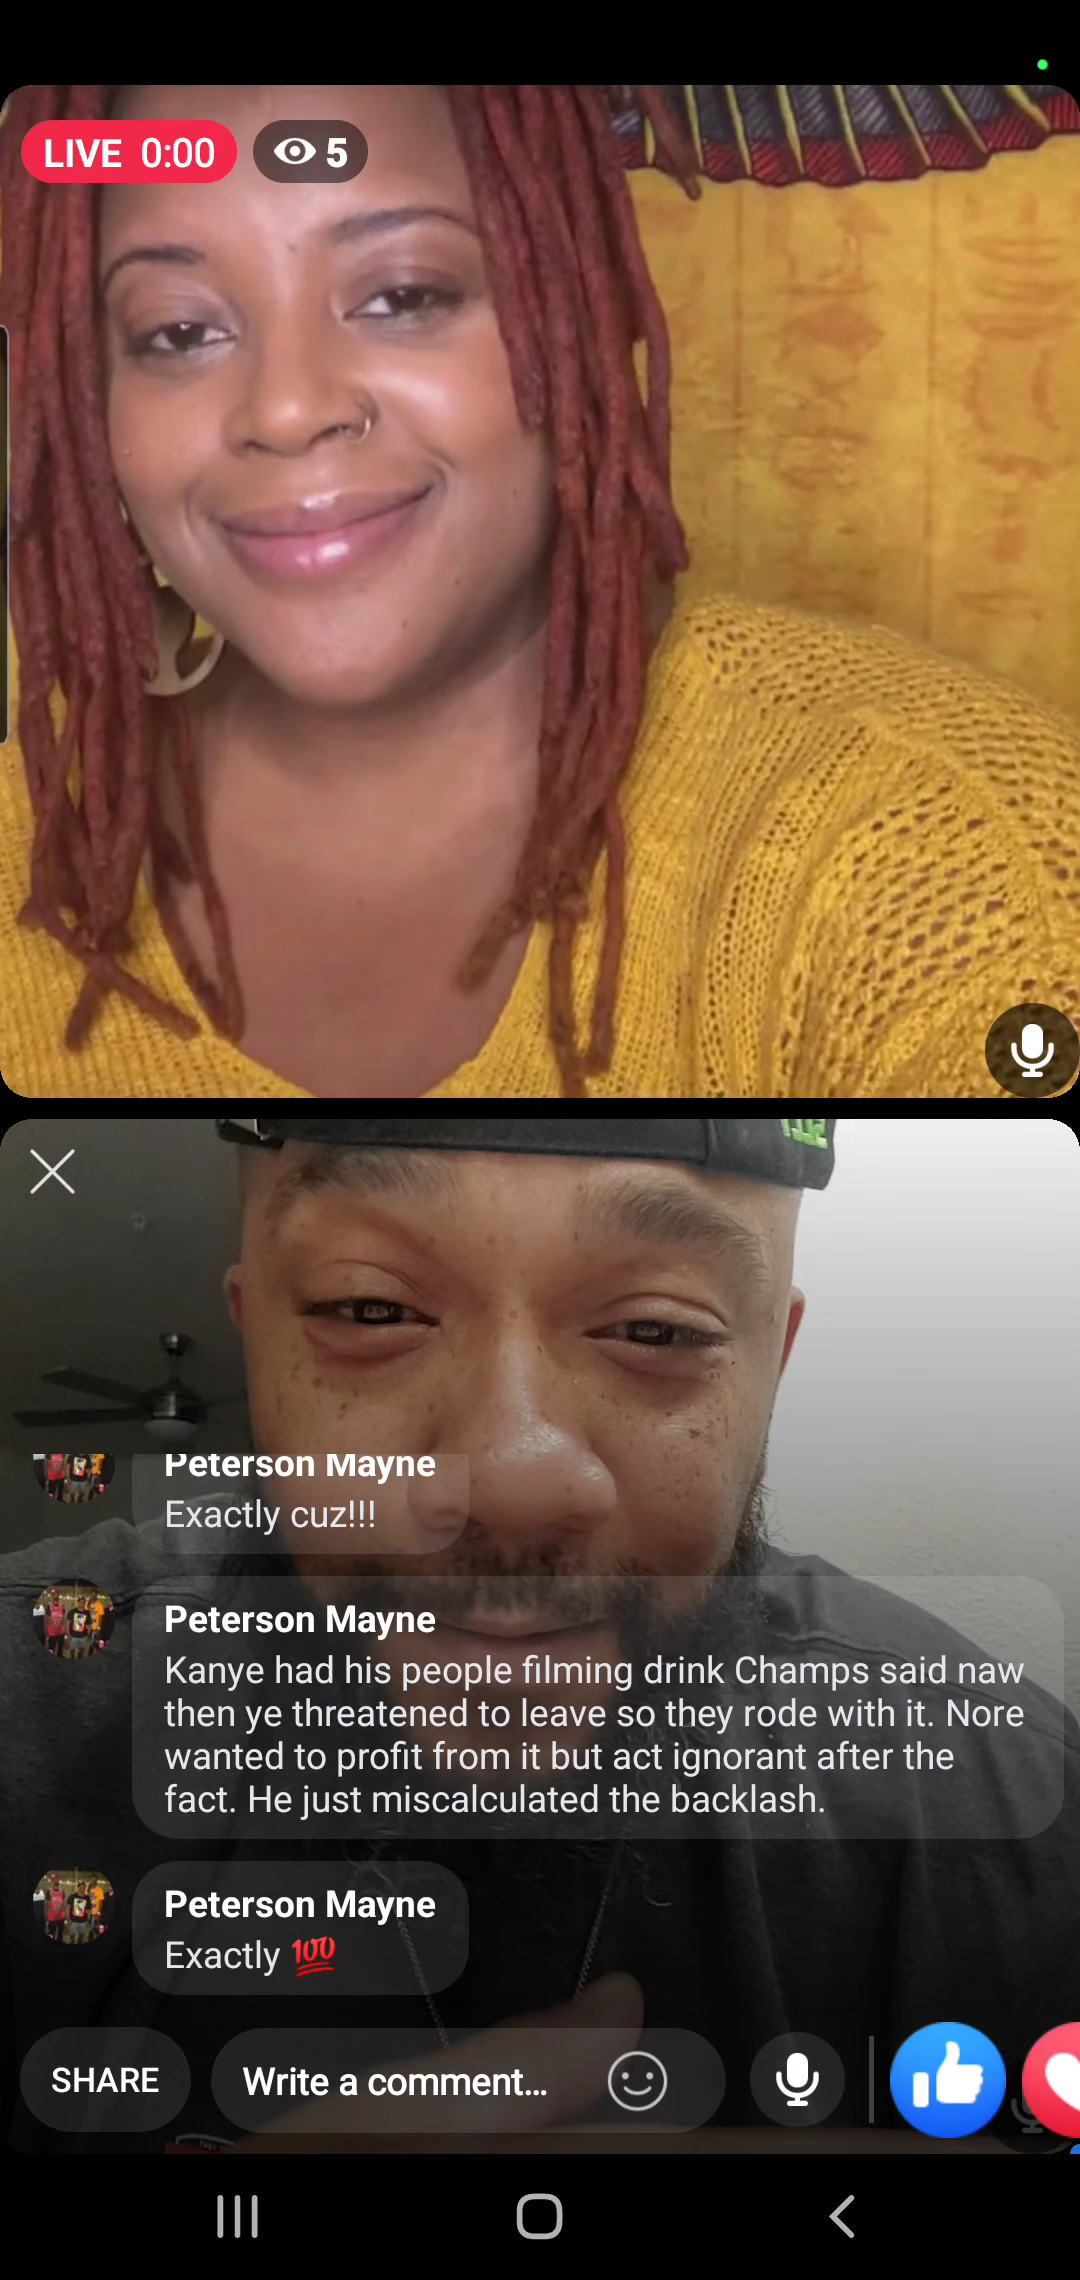 LIVE 0:00 5
Peterson Mayne
Exactly cuz!!!
Peterson Mayne
Kanye had his people filming drink Champs said naw
then ye threatened to leave so they rode with it. Nore
wanted to profit from it but act ignorant after the
fact. He just miscalculated the backlash.
Peterson Mayne
Exactly 💯
SHARE Write a comment...